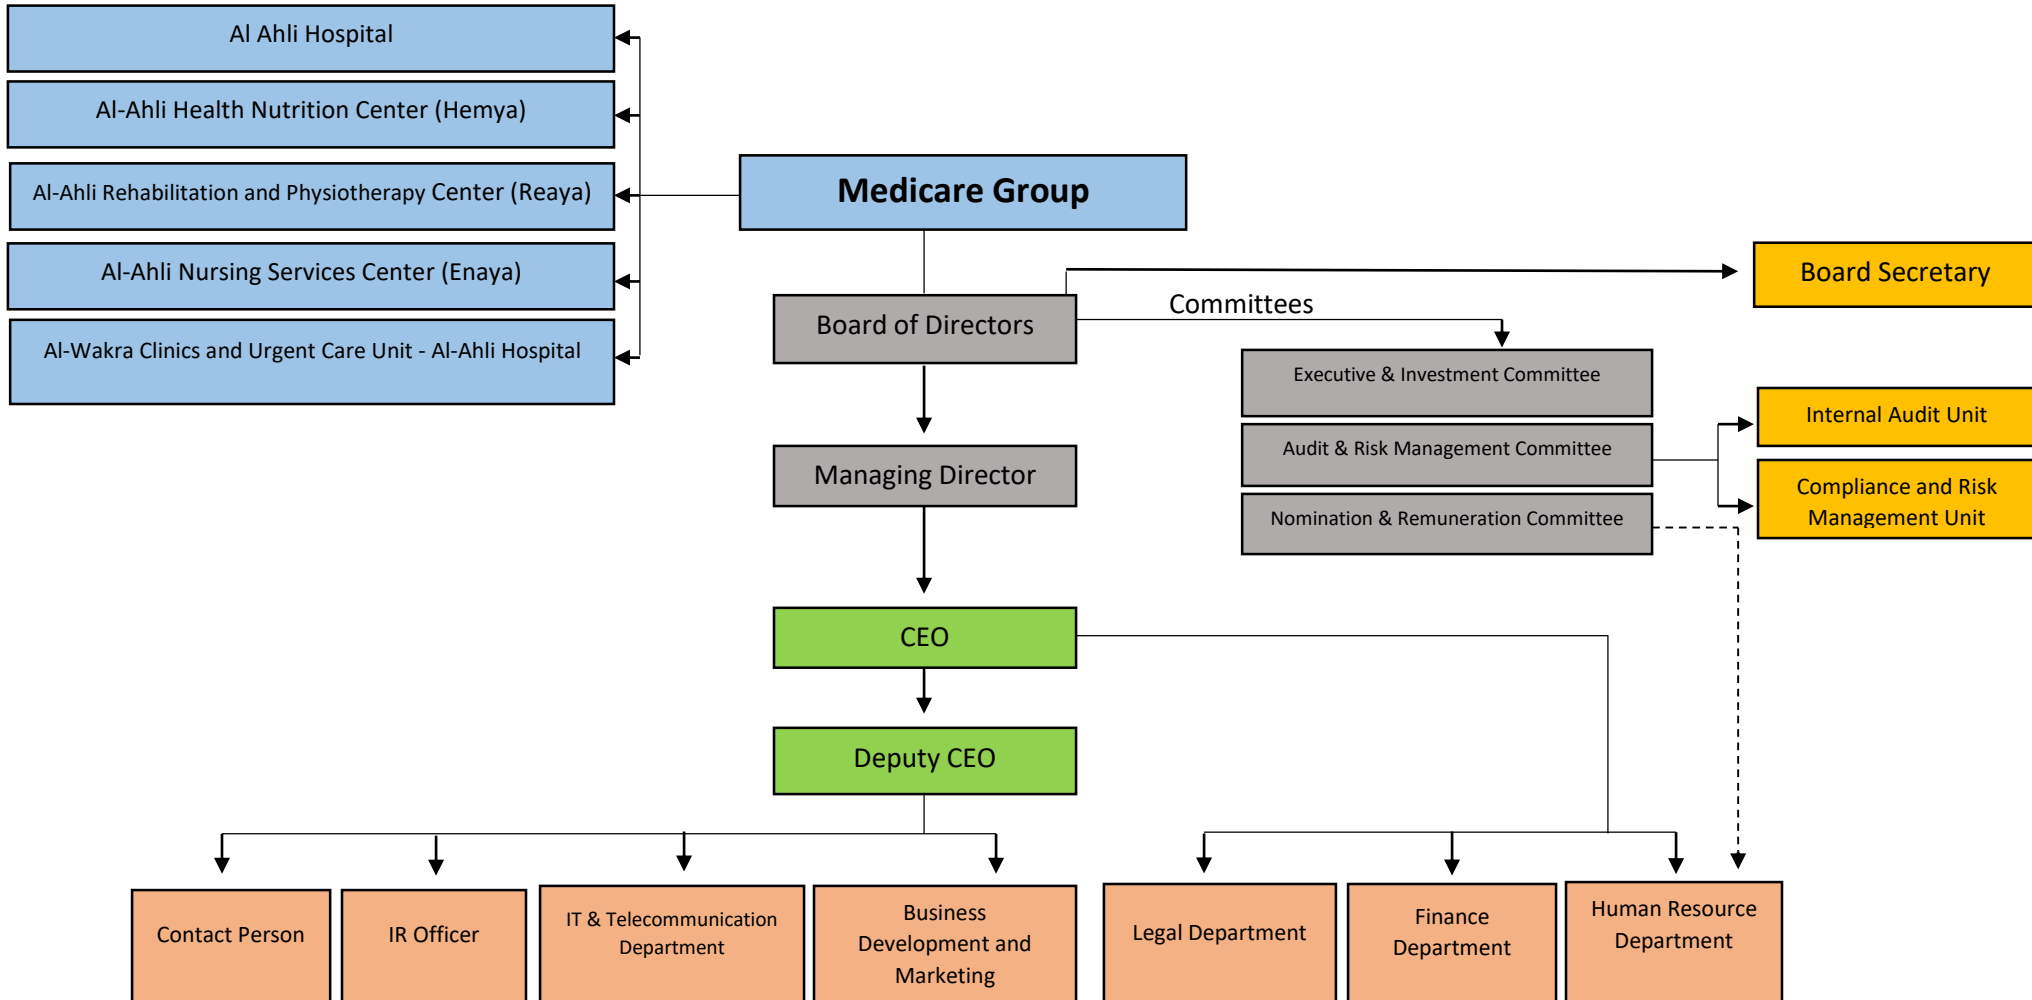 Al Ahli Hospital
Al-Ahli Health Nutrition Center (Hemya)
Al-Ahli Rehabilitation and Physiotherapy Center (Reaya)
Al-Ahli Nursing Services Center (Enaya)
Al-Wakra Clinics and Urgent Care Unit - Al-Ahli Hospital
Medicare Group
Board of Directors
Board Secretary
Committees
Executive & Investment Committee
Audit & Risk Management Committee
Nomination & Remuneration Committee
Internal Audit Unit
Compliance and Risk
Management Unit
Managing Director
CEO
Deputy CEO
Contact Person
IR Officer
IT & Telecommunication
Department
Business
Development and
Marketing
Legal Department
Finance
Department
Human Resource
Department